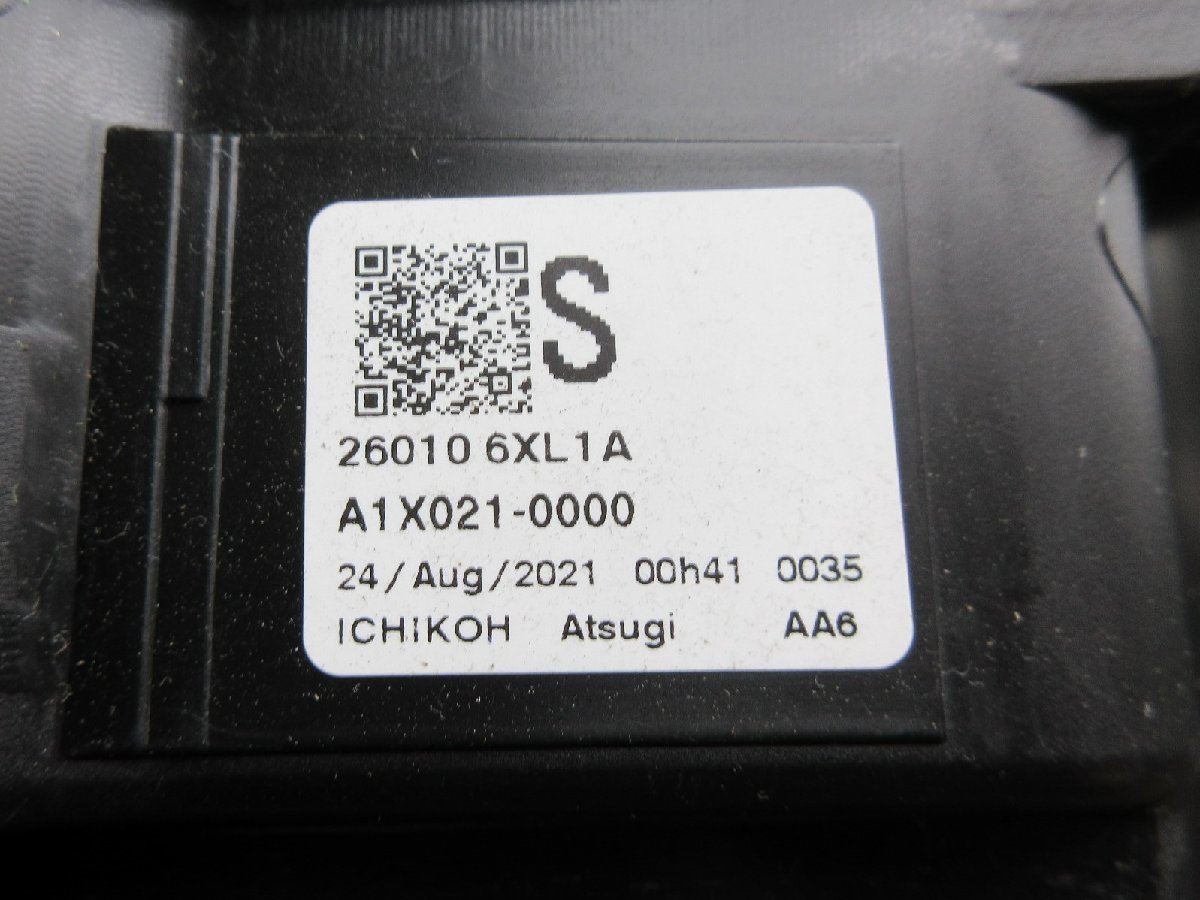 S
26010 6XL1A
A1X021-0000
24/Aug/2021 00h41 0035
ICHIKOH Atsugi AA6